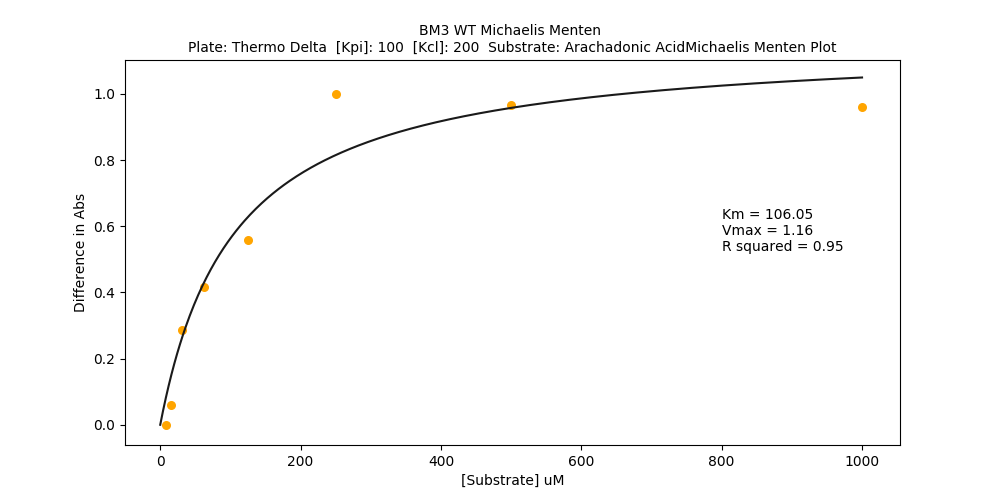 BM3 WT Michaelis Menten
Plate: Thermo Delta  [Kpi]: 100  [Kcl]: 200  Substrate: Arachadonic AcidMichaelis Menten Plot
1.0
0.8
0.6
0.4
0.2
0.0
Difference in Abs
Km = 106.05
Vmax = 1.16
R squared = 0.95
0 200 400 600 800 1000
[Substrate] uM